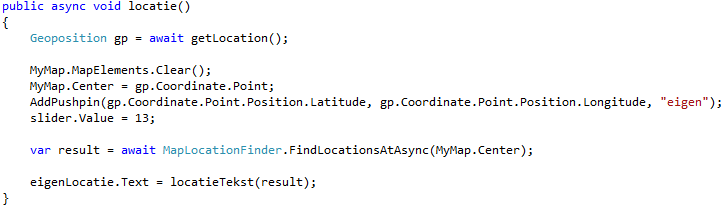 public async void locatie()
{
    Geoposition gp = await getLocation();

    MyMap.MapElements.Clear();
    MyMap.Center = gp.Coordinate.Point;
    AddPushpin(gp.Coordinate.Point.Position.Latitude, gp.Coordinate.Point.Position.Longitude, "eigen");
    slider.Value = 13;

    var result = await MapLocationFinder.FindLocationsAtAsync(MyMap.Center);

    eigenLocatie.Text = locatieTekst(result);
}